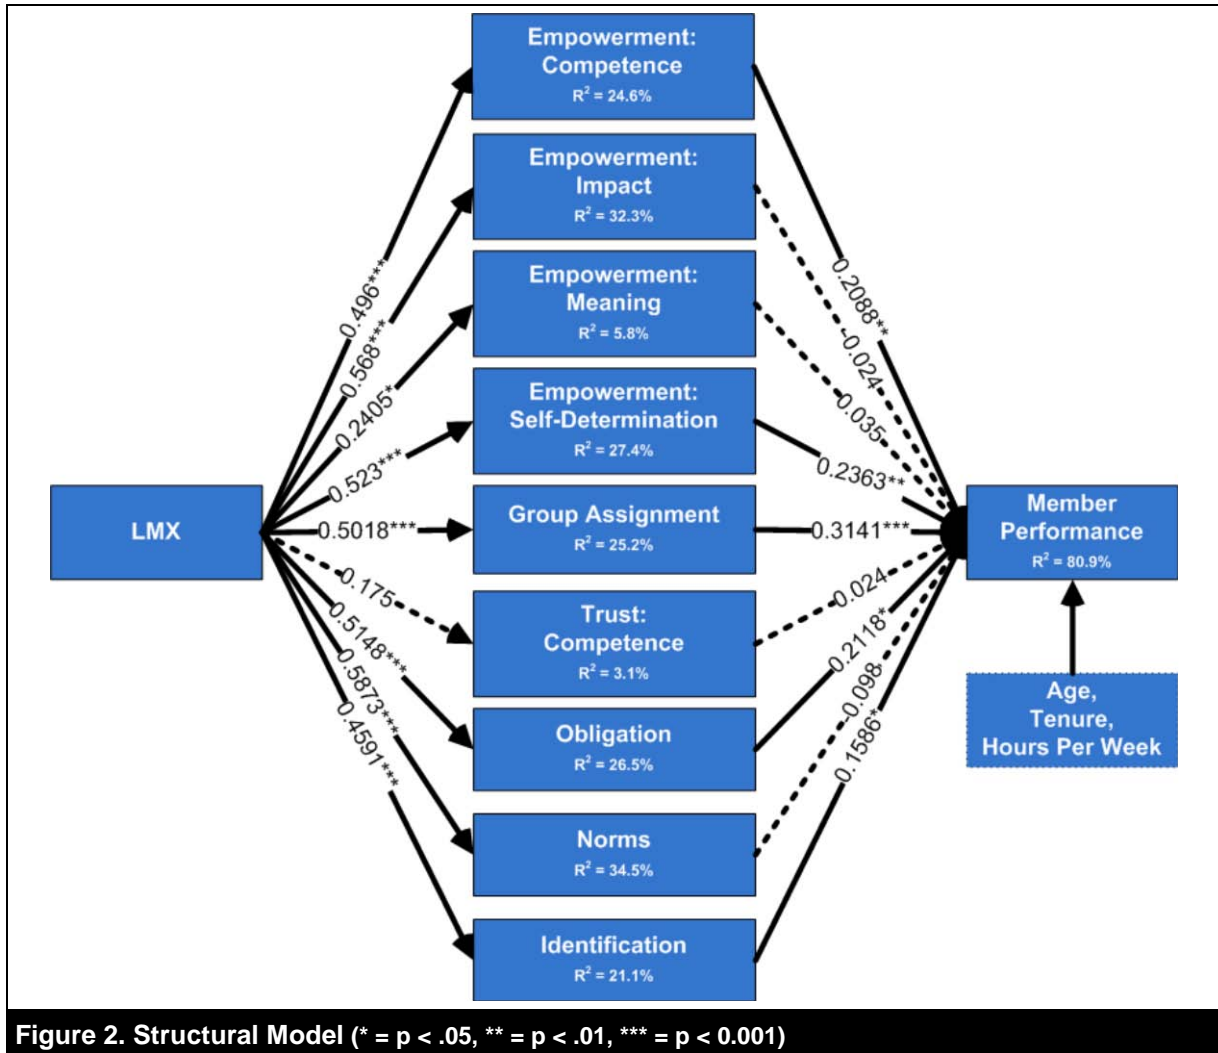 Empowerment:
Competence
R² = 24.6%
Empowerment:
Impact
R² = 32.3%
Empowerment:
Meaning
R² = 5.8%
Empowerment:
Self-Determination
R² = 27.4%
Group Assignment
R² = 25.2%
Trust:
Competence
R² = 3.1%
Obligation
R² = 26.5%
Norms
R² = 34.5%
Identification
R² = 21.1%
LMX
0.496***
0.568***
0.2405*
0.523***
0.5018***
0.175
0.5148***
0.5873***
0.4591***
0.2088**
-0.024
0.035
0.2363**
0.3141***
0.024
0.2118*
-0.098
0.1586*
Member
Performance
R² = 80.9%
Age,
Tenure,
Hours Per Week
Figure 2. Structural Model (* = p < .05, ** = p < .01, *** = p < 0.001)